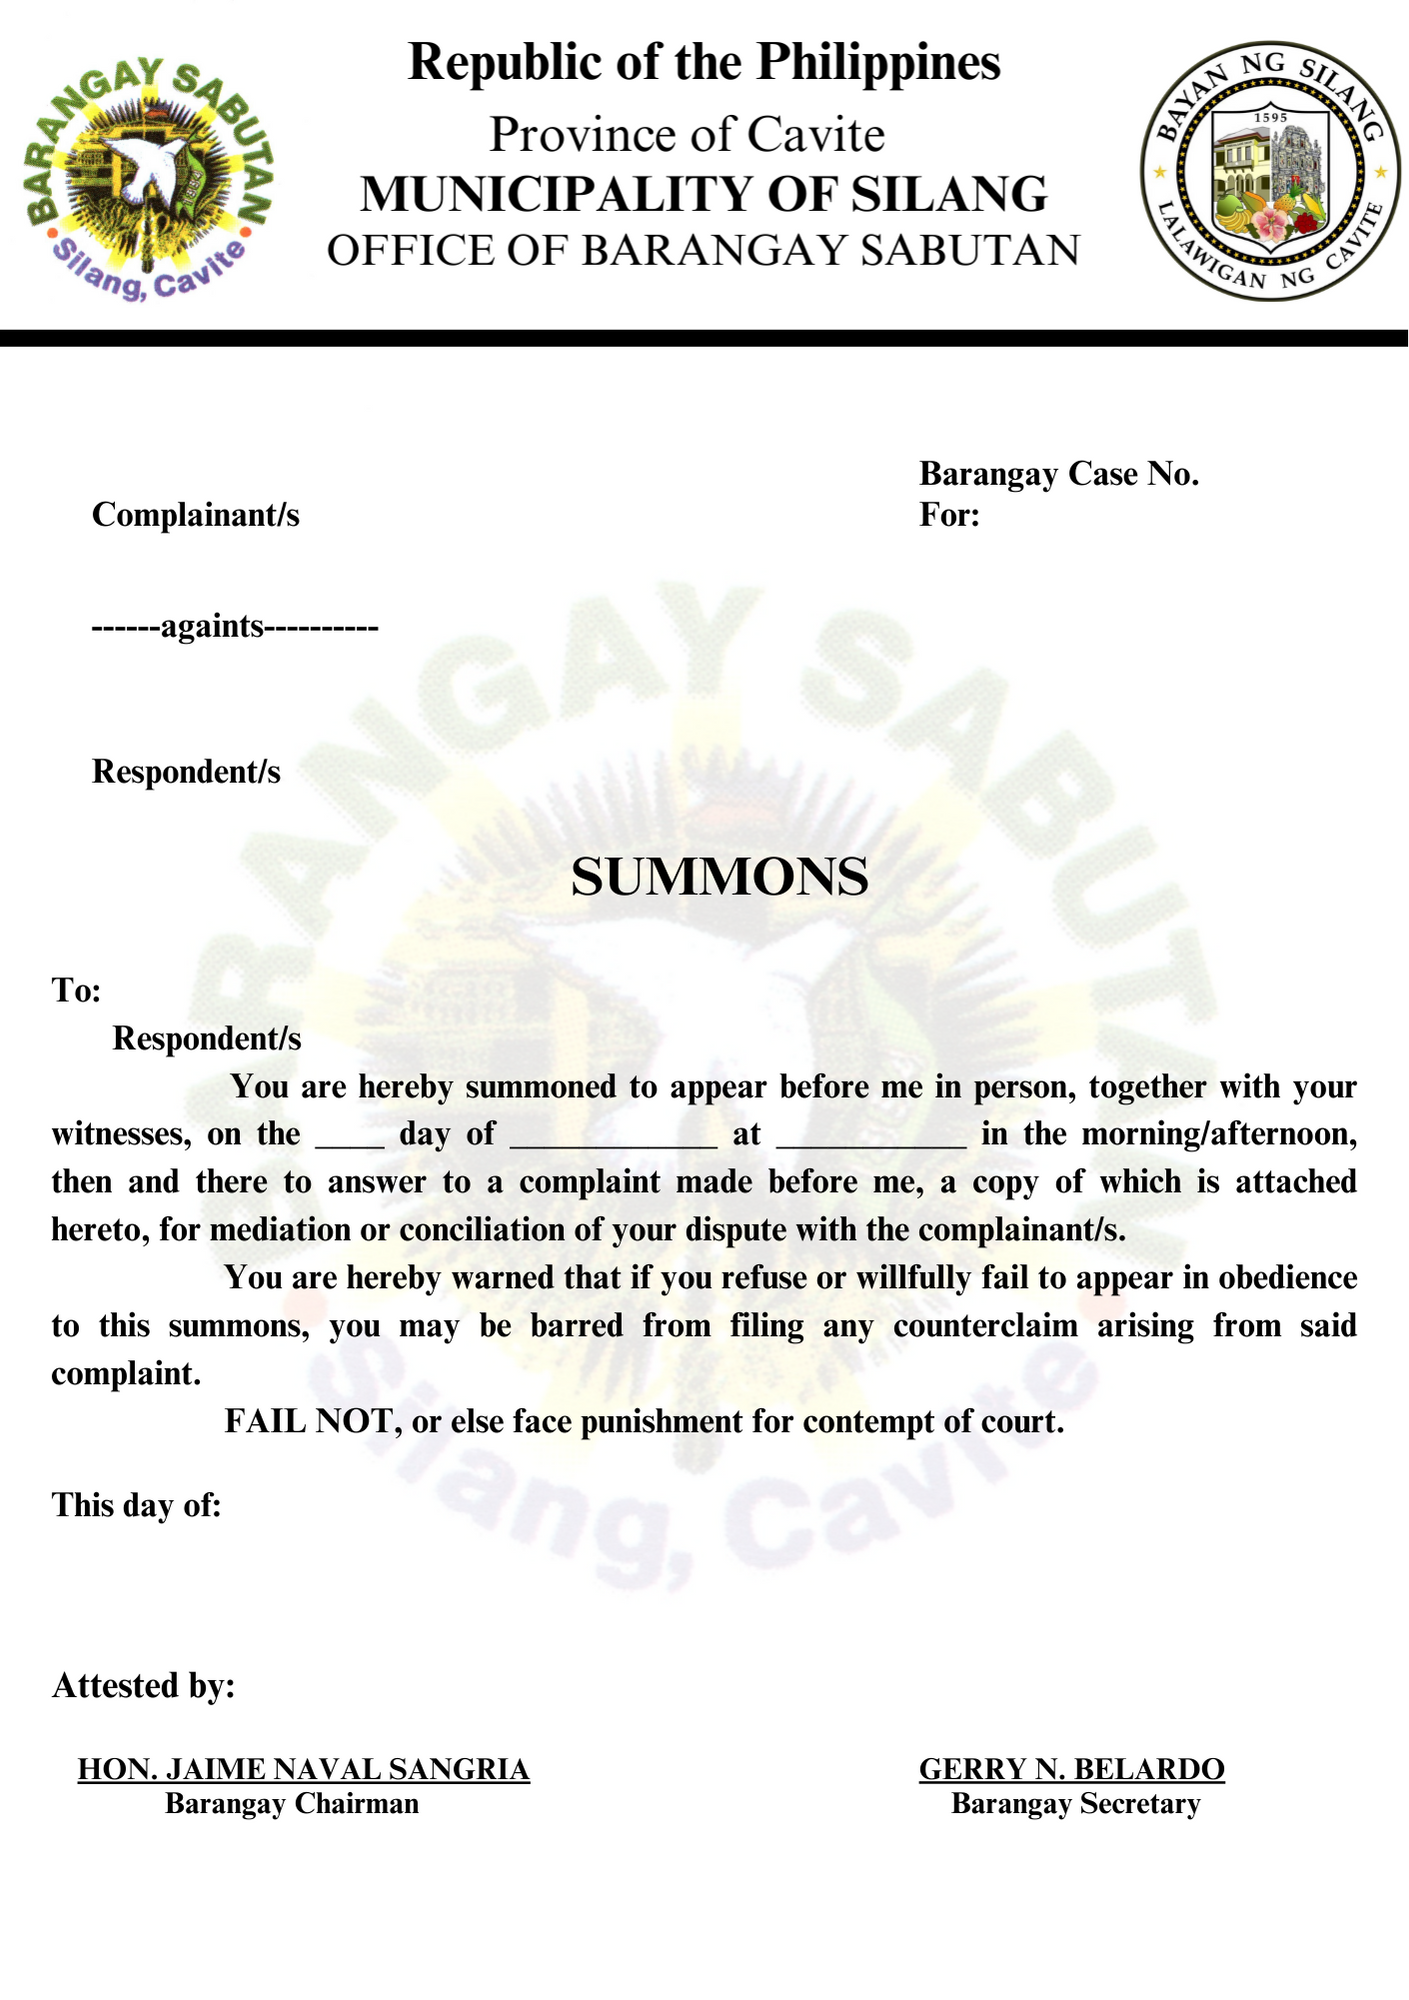 BARANGAY SABUTAN
Silang, Cavite
Republic of the Philippines
Province of Cavite
MUNICIPALITY OF SILANG
OFFICE OF BARANGAY SABUTAN
BAYAN NG SILANG
1595
LALAWIGAN NG CAVITE
Barangay Case No.
Complainant/s
For:
------againts----------
Respondent/s
BARANGAY SABUTAN
Silang, Cavite
SUMMONS
To:
Respondent/s
You are hereby summoned to appear before me in person, together with your
witnesses, on the ____ day of _____________ at ___________ in the morning/afternoon,
then and there to answer to a complaint made before me, a copy of which is attached
hereto, for mediation or conciliation of your dispute with the complainant/s.
You are hereby warned that if you refuse or willfully fail to appear in obedience
to this summons, you may be barred from filing any counterclaim arising from said
complaint.
FAIL NOT, or else face punishment for contempt of court.
This day of:
Attested by:
HON. JAIME NAVAL SANGRIA
Barangay Chairman
GERRY N. BELARDO
Barangay Secretary